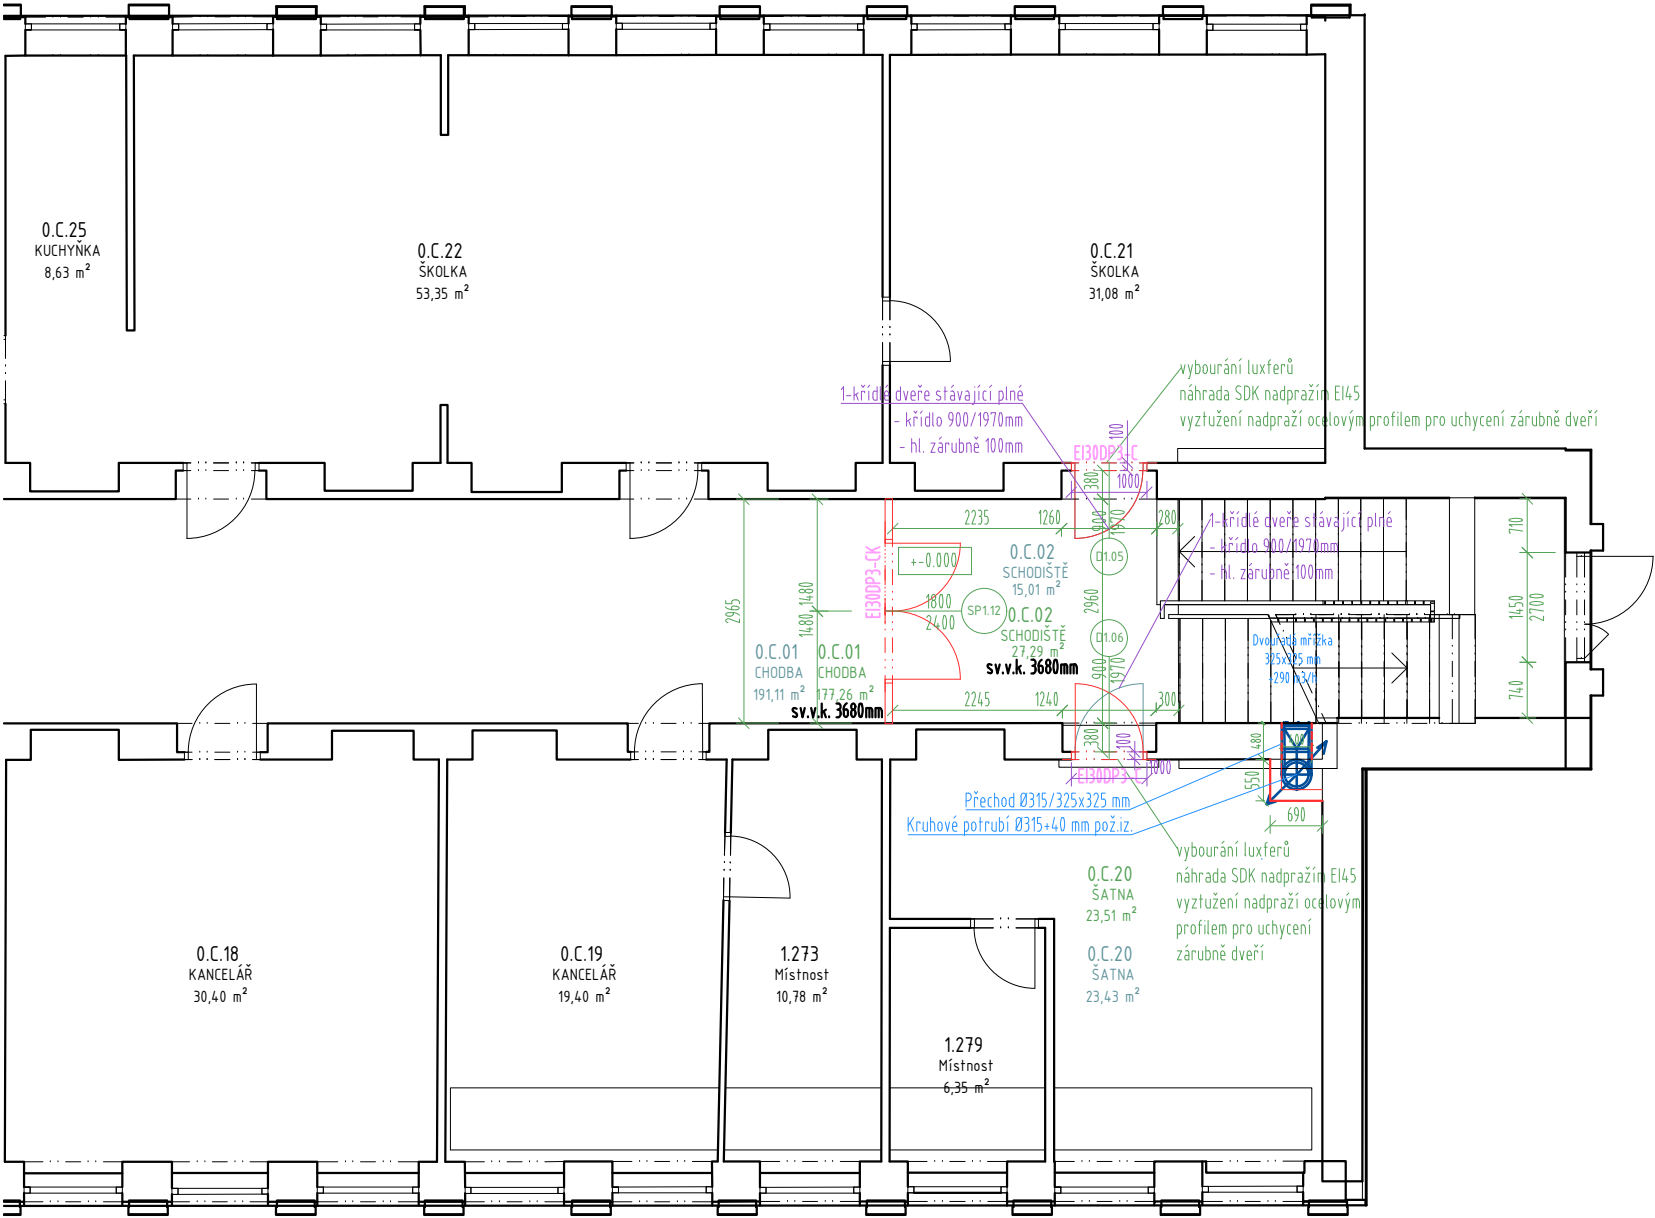 0.C.25
KUCHYŇKA
8,63 m²
0.C.22
ŠKOLKA
53,35 m²
0.C.21
ŠKOLKA
31,08 m²
vybourání luxferů
náhrada SDK nadpražím EI45
vyztužení nadpraží ocelovým profilem pro uchycení zárubně dveří
1-křídlé dveře stávající plné
- křídlo 900/1970mm
- hl. zárubně 100mm
EI30DP3-C
100
380
1000
2235
1260
900
1970
280
1-křídlé dveře stávající plné
- křídlo 900/1970mm
- hl. zárubně 100mm
710
1450
2700
740
EI30DP3-CK
+-0.000
0.C.02
SCHODIŠTĚ
15,01 m²
D1.05
2965
1480
1480
1800
2400
SP1.12
0.C.02
SCHODIŠTĚ
27,29 m²
sv.v.k. 3680mm
2960
D1.06
900
1970
Dvouřadá mřížka
325x325 mm
-290 m3/h
0.C.01
CHODBA
191,11 m²
0.C.01
CHODBA
177,26 m²
sv.v.k. 3680mm
2245
1240
300
380
100
EI30DP3-C
1000
480
550
690
Přechod Ø315/325x325 mm
Kruhové potrubí Ø315+40 mm pož.iz.
vybourání luxferů
náhrada SDK nadpražím EI45
vyztužení nadpraží ocelovým
profilem pro uchycení
zárubně dveří
0.C.20
ŠATNA
23,51 m²
0.C.20
ŠATNA
23,43 m²
0.C.18
KANCELÁŘ
30,40 m²
0.C.19
KANCELÁŘ
19,40 m²
1.273
Místnost
10,78 m²
1.279
Místnost
6,35 m²